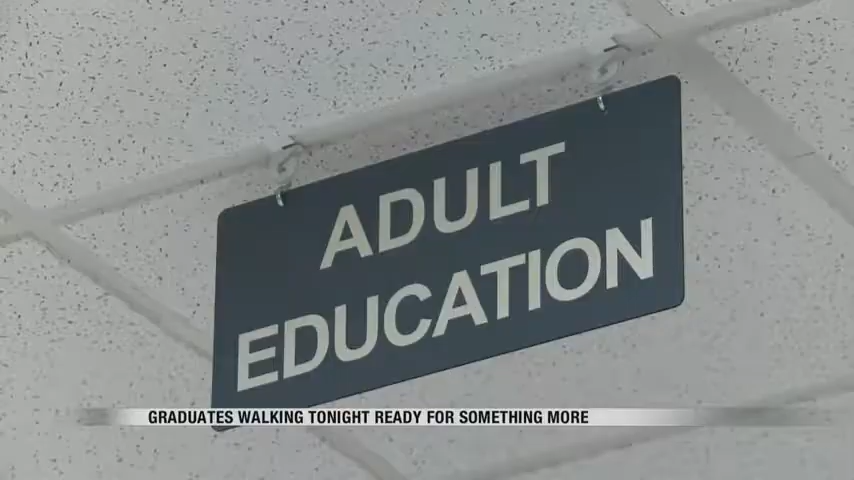 ADULT
EDUCATION
GRADUATES WALKING TONIGHT READY FOR SOMETHING MORE